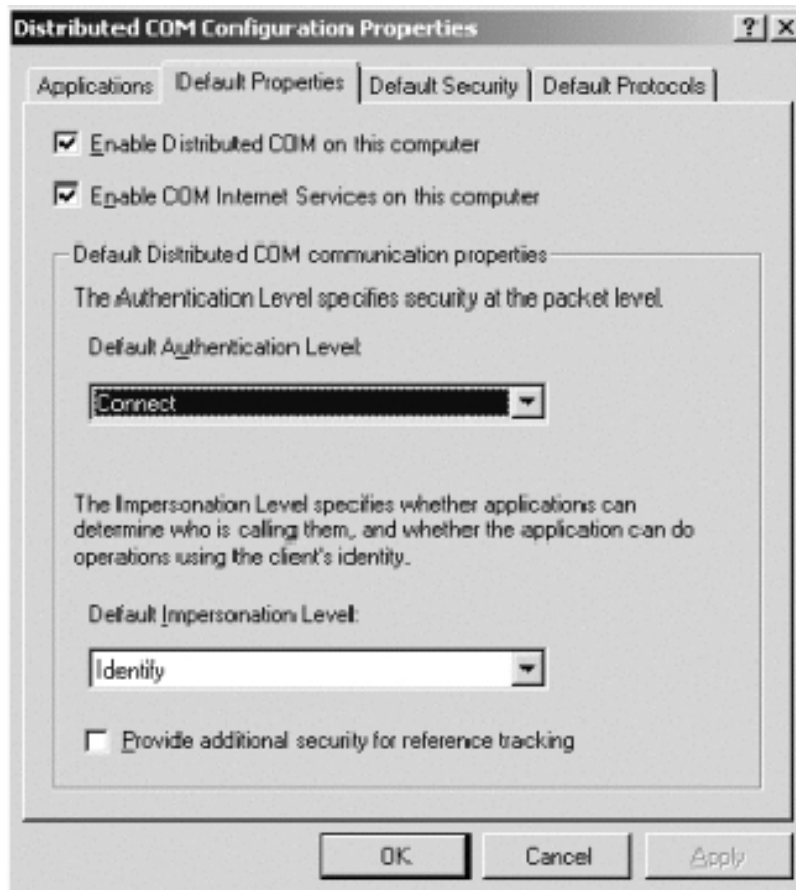 Distributed COM Configuration Properties
Applications
Default Properties
Default Security
Default Protocols
Enable Distributed COM on this computer
Enable COM Internet Services on this computer
Default Distributed COM communication properties
The Authentication Level specifies security at the packet level.
Default Authentication Level:
Connect
The Impersonation Level specifies whether applications can
determine who is calling them, and whether the application can do
operations using the client's identity.
Default Impersonation Level:
Identify
Provide additional security for reference tracking
OK
Cancel
Apply